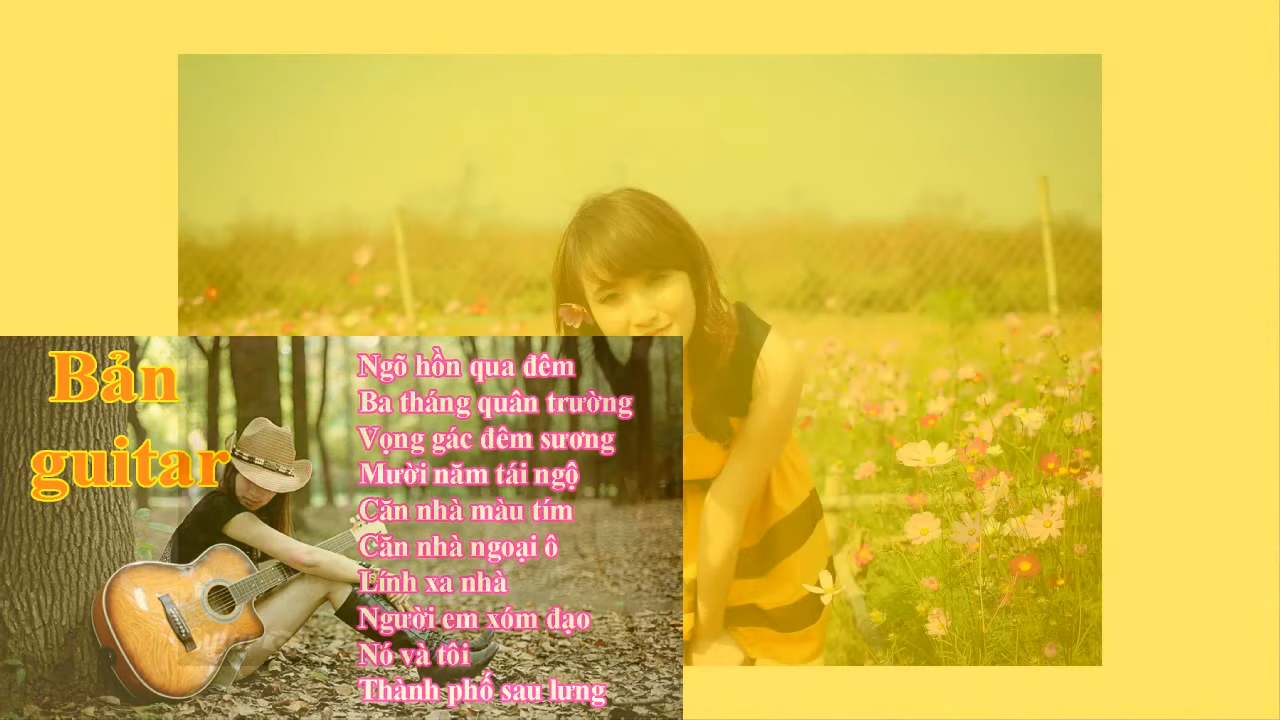 Bản
guitar
Ngõ hồn qua đêm
Ba tháng quân trường
Vọng gác đêm sương
Mười năm tái ngộ
Căn nhà màu tím
Căn nhà ngoại ô
Lính xa nhà
Người em xóm đạo
Nó và tôi
Thành phố sau lưng